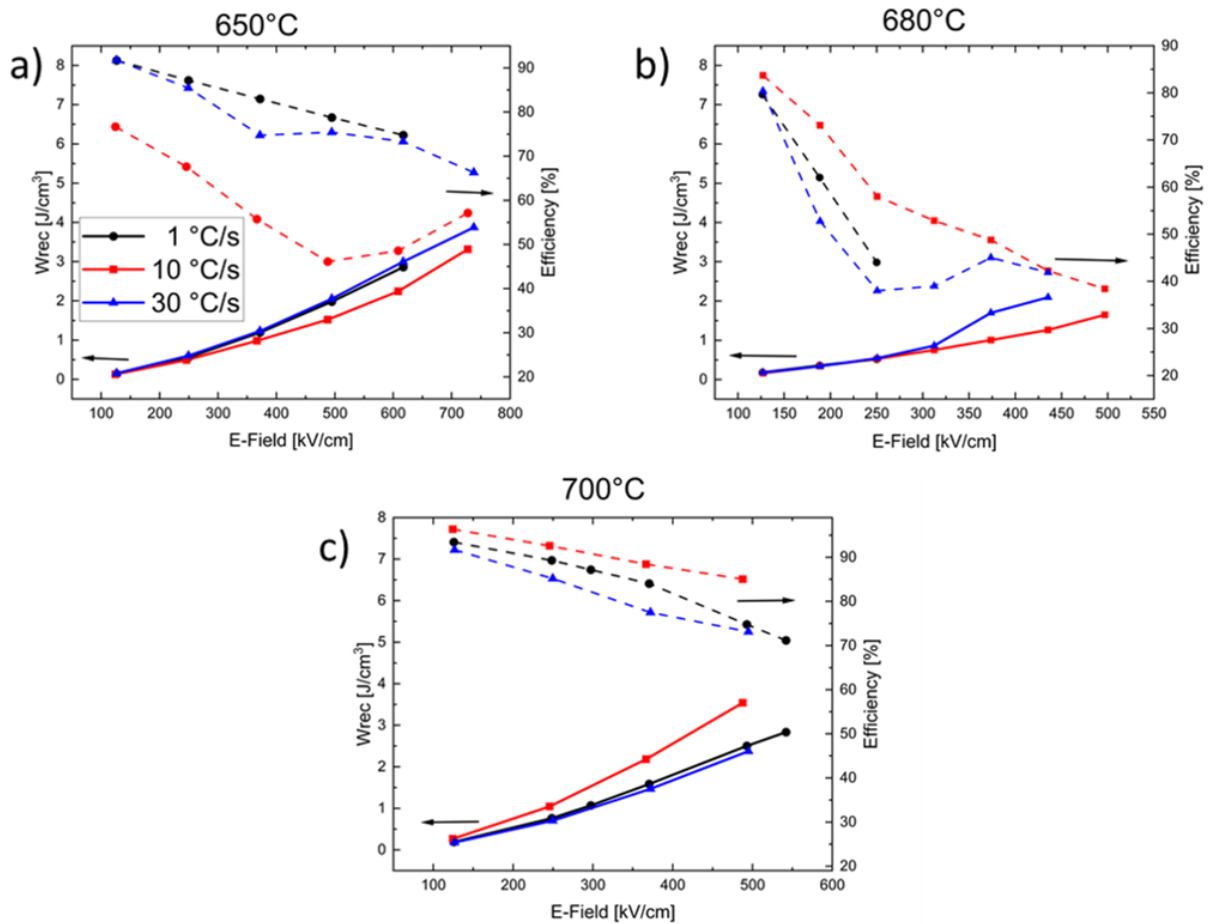 650°C
a)
8
7
6
5
4
3
2
1
0
Wrec [J/cm³]
90
80
70
60
50
40
30
20
Efficiency [%]
1 °C/s
10 °C/s
30 °C/s
100 200 300 400 500 600 700 800
E-Field [kV/cm]
680°C
b)
8
7
6
5
4
3
2
1
0
Wrec [J/cm³]
90
80
70
60
50
40
30
20
Efficiency [%]
100 150 200 250 300 350 400 450 500 550
E-Field [kV/cm]
700°C
c)
8
7
6
5
4
3
2
1
0
Wrec [J/cm³]
90
80
70
60
50
40
30
20
Efficiency [%]
100 200 300 400 500 600
E-Field [kV/cm]